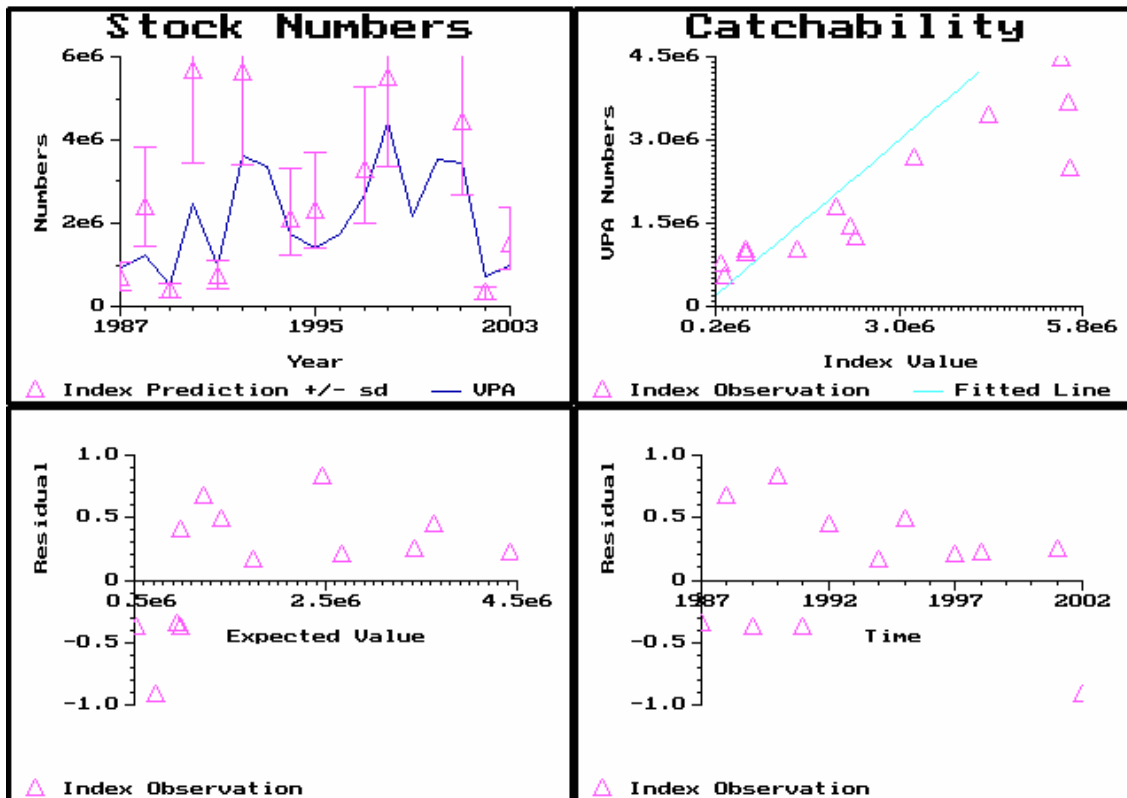 Stock Numbers
6e6
4e6
2e6
0
Numbers
1987 1995 2003
Year
Index Prediction +/- sd VPA
Catchability
4.5e6
3.0e6
1.5e6
0
VPA Numbers
0.2e6 3.0e6 5.8e6
Index Value
Index Observation Fitted Line
1.0
0.5
0
-0.5
-1.0
Residual
0.5e6 2.5e6 4.5e6
Expected Value
Index Observation
1.0
0.5
0
-0.5
-1.0
Residual
1987 1992 1997 2002
Time
Index Observation